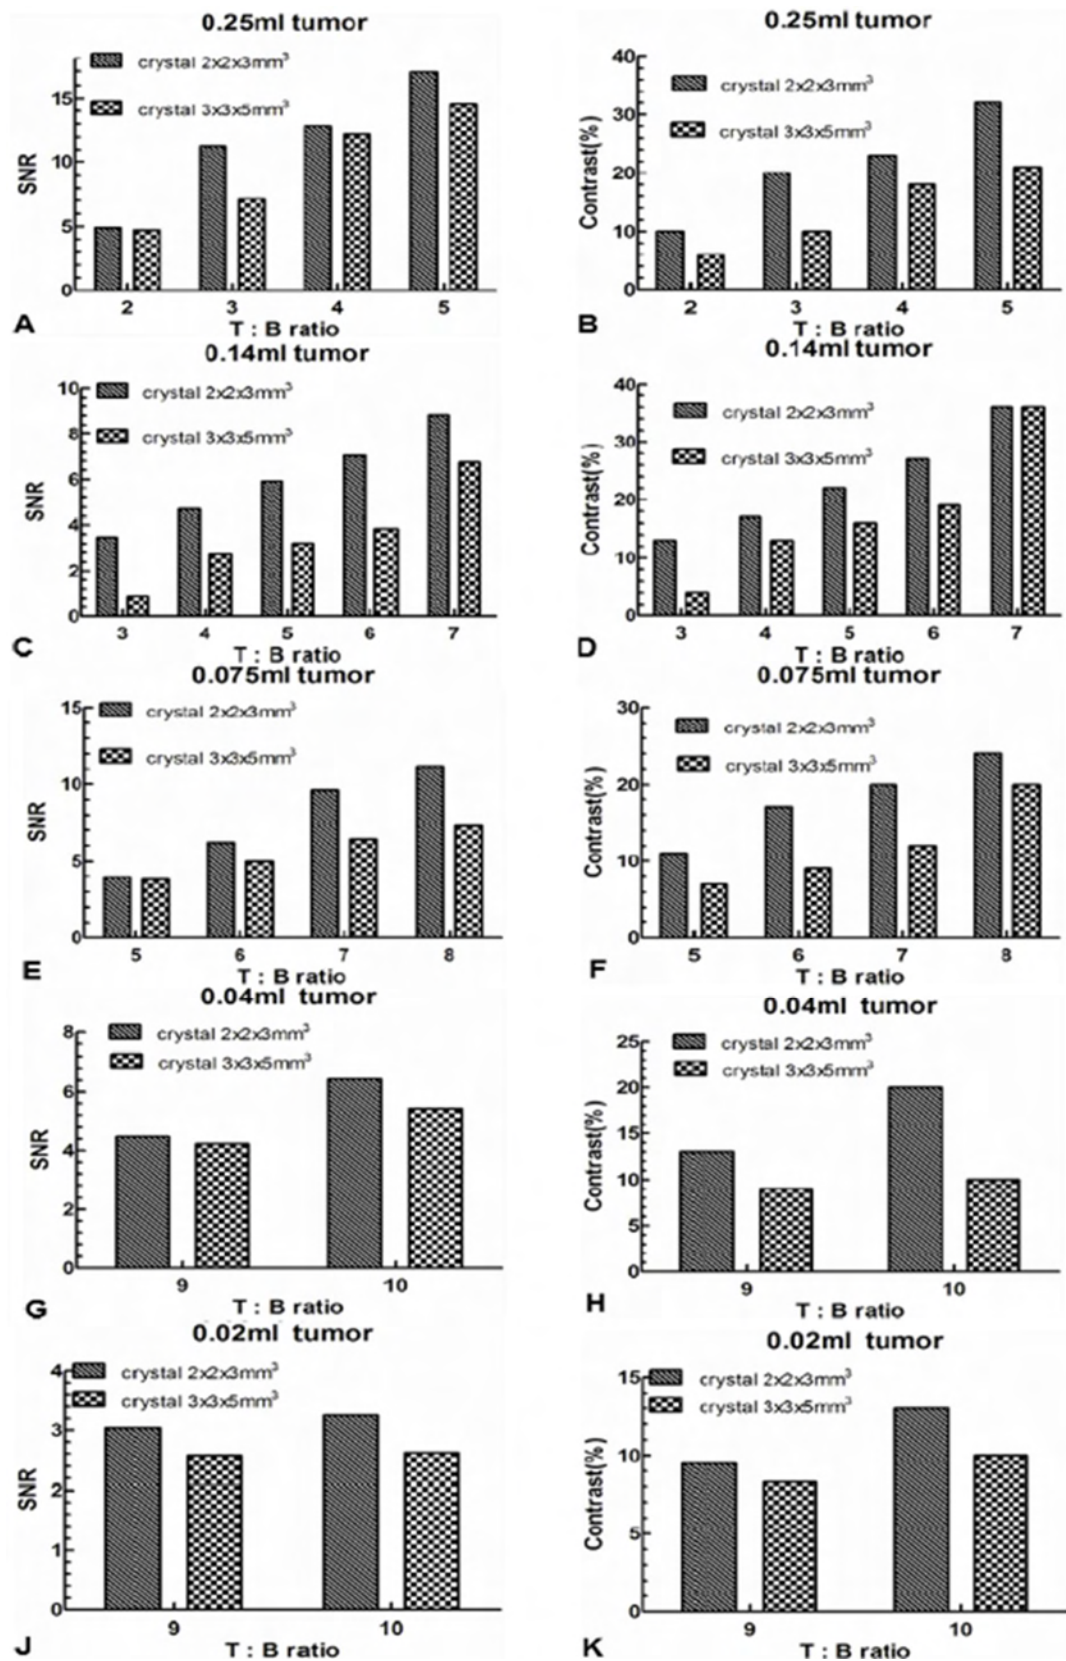 0.25ml tumor
crystal 2x2x3mm³
crystal 3x3x5mm³
SNR
15
10
5
0
2 3 4 5
T : B ratio
A
0.25ml tumor
crystal 2x2x3mm³
crystal 3x3x5mm³
Contrast(%)
40
30
20
10
0
2 3 4 5
T : B ratio
B
0.14ml tumor
crystal 2x2x3mm³
crystal 3x3x5mm³
SNR
10
8
6
4
2
0
3 4 5 6 7
T : B ratio
C
0.14ml tumor
crystal 2x2x3mm³
crystal 3x3x5mm³
Contrast(%)
40
30
20
10
0
3 4 5 6 7
T : B ratio
D
0.075ml tumor
crystal 2x2x3mm³
crystal 3x3x5mm³
SNR
15
10
5
0
5 6 7 8
T : B ratio
E
0.075ml tumor
crystal 2x2x3mm³
crystal 3x3x5mm³
Contrast(%)
30
20
10
0
5 6 7 8
T : B ratio
F
0.04ml tumor
crystal 2x2x3mm³
crystal 3x3x5mm³
SNR
8
6
4
2
0
9 10
T : B ratio
G
0.04ml tumor
crystal 2x2x3mm³
crystal 3x3x5mm³
Contrast(%)
25
20
15
10
5
0
9 10
T : B ratio
H
0.02ml tumor
crystal 2x2x3mm³
crystal 3x3x5mm³
SNR
4
3
2
1
0
9 10
T : B ratio
J
0.02ml tumor
crystal 2x2x3mm³
crystal 3x3x5mm³
Contrast(%)
15
10
5
0
9 10
T : B ratio
K